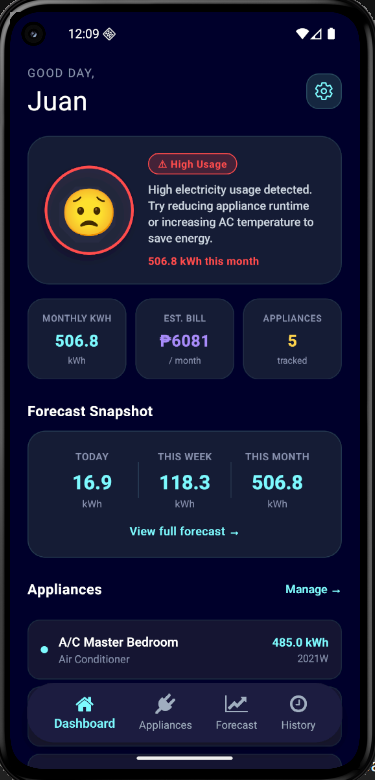 12:09
GOOD DAY,
Juan
⚠ High Usage
High electricity usage detected.
Try reducing appliance runtime
or increasing AC temperature to
save energy.
506.8 kWh this month
MONTHLY KWH
506.8
kWh
EST. BILL
₱6081
/ month
APPLIANCES
5
tracked
Forecast Snapshot
TODAY
16.9
kWh
THIS WEEK
118.3
kWh
THIS MONTH
506.8
kWh
View full forecast →
Appliances
Manage →
A/C Master Bedroom
485.0 kWh
Air Conditioner
2021W
Dashboard
Appliances
Forecast
History